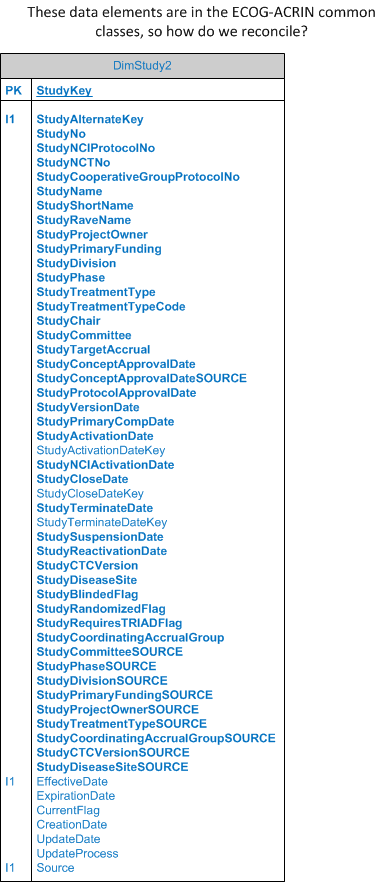 These data elements are in the ECOG-ACRIN common
classes, so how do we reconcile?
DimStudy2
PK StudyKey
I1 StudyAlternateKey
StudyNo
StudyNCIProtocolNo
StudyNCTNo
StudyCooperativeGroupProtocolNo
StudyName
StudyShortName
StudyRaveName
StudyProjectOwner
StudyPrimaryFunding
StudyDivision
StudyPhase
StudyTreatmentType
StudyTreatmentTypeCode
StudyChair
StudyCommittee
StudyTargetAccrual
StudyConceptApprovalDate
StudyConceptApprovalDateSOURCE
StudyProtocolApprovalDate
StudyVersionDate
StudyPrimaryCompDate
StudyActivationDate
StudyActivationDateKey
StudyNCIActivationDate
StudyCloseDate
StudyCloseDateKey
StudyTerminateDate
StudyTerminateDateKey
StudySuspensionDate
StudyReactivationDate
StudyCTCVersion
StudyDiseaseSite
StudyBlindedFlag
StudyRandomizedFlag
StudyRequiresTRIADFlag
StudyCoordinatingAccrualGroup
StudyCommitteeSOURCE
StudyPhaseSOURCE
StudyDivisionSOURCE
StudyPrimaryFundingSOURCE
StudyProjectOwnerSOURCE
StudyTreatmentTypeSOURCE
StudyCoordinatingAccrualGroupSOURCE
StudyCTCVersionSOURCE
StudyDiseaseSiteSOURCE
I1 EffectiveDate
ExpirationDate
CurrentFlag
CreationDate
UpdateDate
UpdateProcess
I1 Source